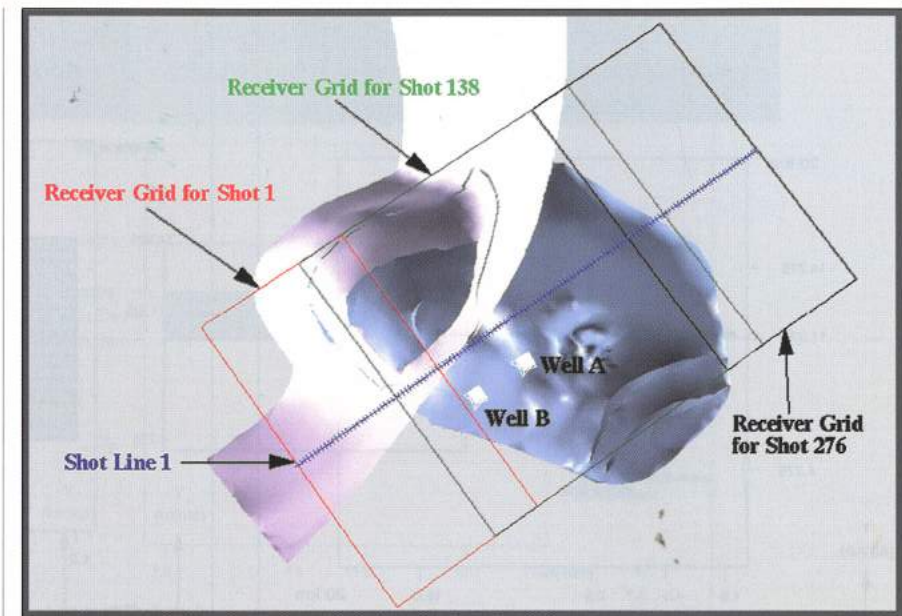 Receiver Grid for Shot 138
Receiver Grid for Shot 1
Well A
Well B
Receiver Grid
for Shot 276
Shot Line 1